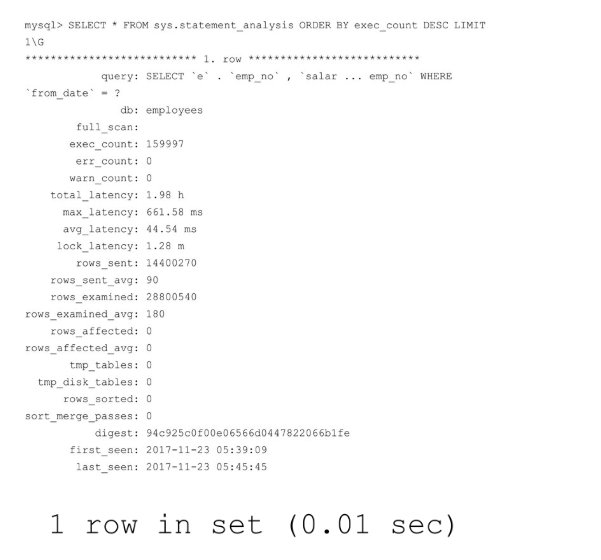 mysql> SELECT * FROM sys.statement_analysis ORDER BY exec_count DESC LIMIT
1\G
*************************** 1. row ***************************
query: SELECT `e` . `emp_no` , `salar ... emp_no` WHERE
`from_date` = ?
db: employees
full_scan:
exec_count: 159997
err_count: 0
warn_count: 0
total_latency: 1.98 h
max_latency: 661.58 ms
avg_latency: 44.54 ms
lock_latency: 1.28 m
rows_sent: 14400270
rows_sent_avg: 90
rows_examined: 28800540
rows_examined_avg: 180
rows_affected: 0
rows_affected_avg: 0
tmp_tables: 0
tmp_disk_tables: 0
rows_sorted: 0
sort_merge_passes: 0
digest: 94c925c0f00e06566d0447822066b1fe
first_seen: 2017-11-23 05:39:09
last_seen: 2017-11-23 05:45:45
1 row in set (0.01 sec)